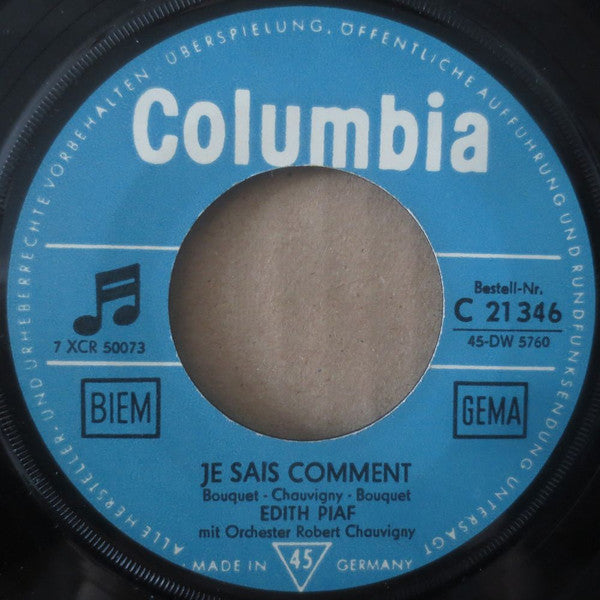 ALLE HERSTELLER- UND URHEBERRECHTE VORBEHALTEN. ÜBERSPIELUNG, ÖFFENTLICHE AUFFÜHRUNG UND RUNDFUNKSENDUNG UNTERSAGT
Columbia
7 XCR 50073
Bestell-Nr.
C 21 346
45-DW 5760
BIEM
GEMA
JE SAIS COMMENT
Bouquet - Chauvigny - Bouquet
EDITH PIAF
mit Orchester Robert Chauvigny
MADE IN 45 GERMANY